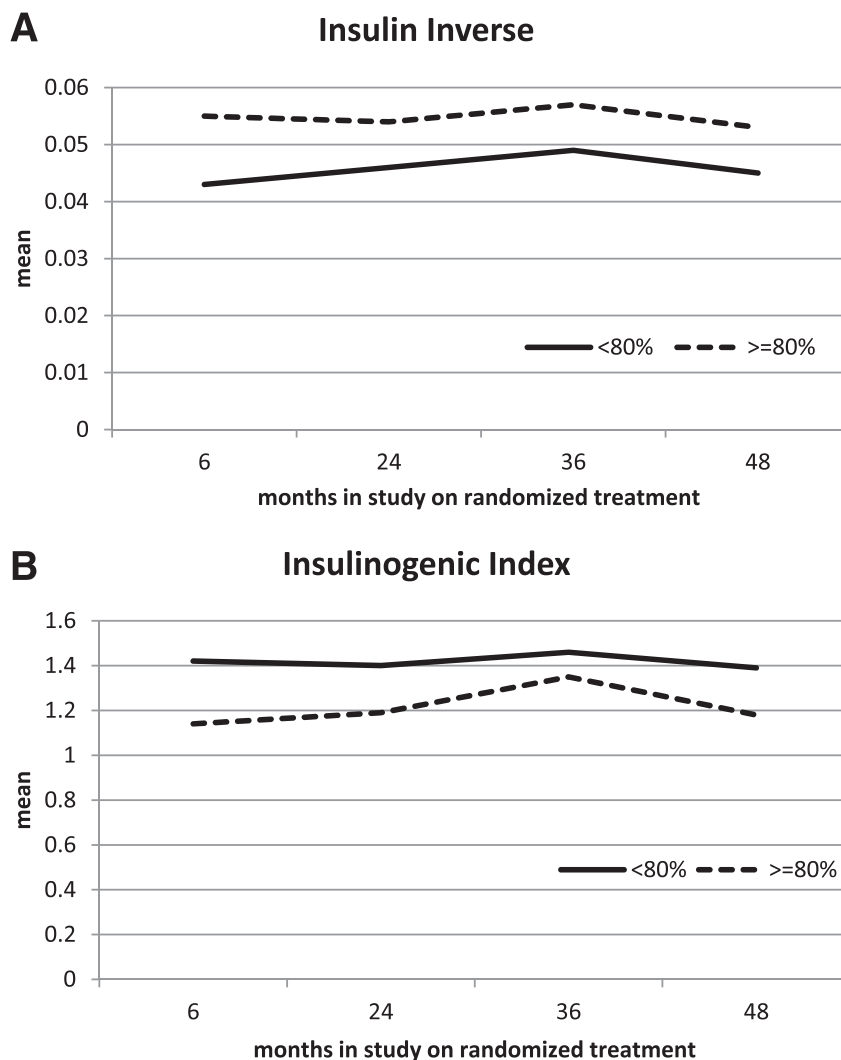 A
Insulin Inverse
0.06
0.05
0.04
0.03
0.02
0.01
0
mean
<80% >=80%
6 24 36 48
months in study on randomized treatment
B
Insulinogenic Index
1.6
1.4
1.2
1
0.8
0.6
0.4
0.2
0
mean
<80% >=80%
6 24 36 48
months in study on randomized treatment